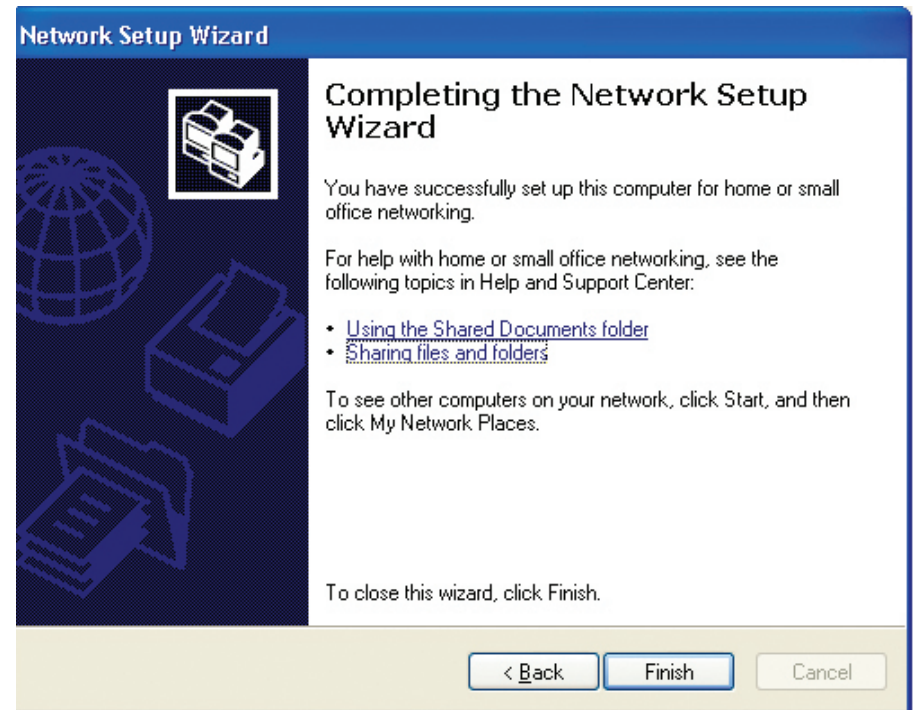 Network Setup Wizard
Completing the Network Setup
Wizard
You have successfully set up this computer for home or small
office networking.
For help with home or small office networking, see the
following topics in Help and Support Center:
• Using the Shared Documents folder
• Sharing files and folders
To see other computers on your network, click Start, and then
click My Network Places.
To close this wizard, click Finish.
< Back
Finish
Cancel